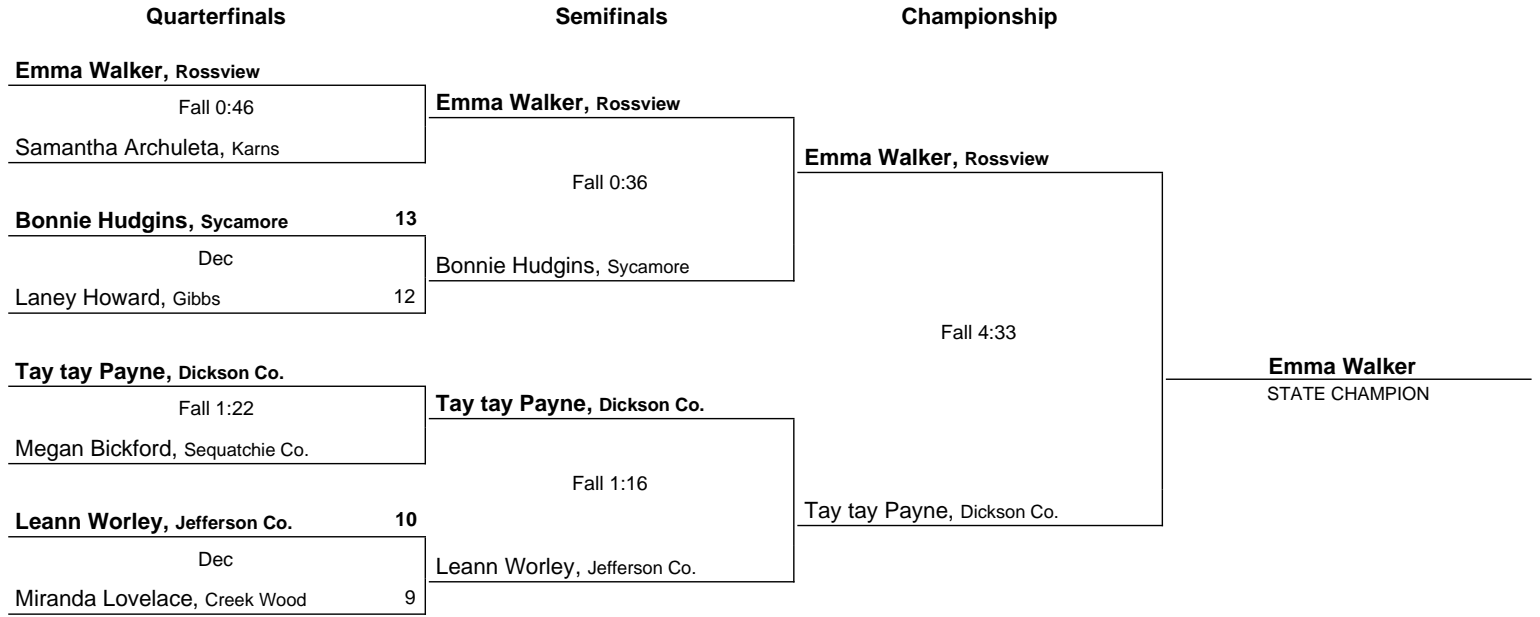 Quarterfinals Semifinals Championship
Emma Walker, Rossview
Fall 0:46
Samantha Archuleta, Karns
Bonnie Hudgins, Sycamore 13
Dec
Laney Howard, Gibbs 12
Tay tay Payne, Dickson Co.
Fall 1:22
Megan Bickford, Sequatchie Co.
Leann Worley, Jefferson Co. 10
Dec
Miranda Lovelace, Creek Wood 9
Emma Walker, Rossview
Fall 0:36
Bonnie Hudgins, Sycamore
Tay tay Payne, Dickson Co.
Fall 1:16
Leann Worley, Jefferson Co.
Emma Walker, Rossview
Fall 4:33
Tay tay Payne, Dickson Co.
Emma Walker
STATE CHAMPION